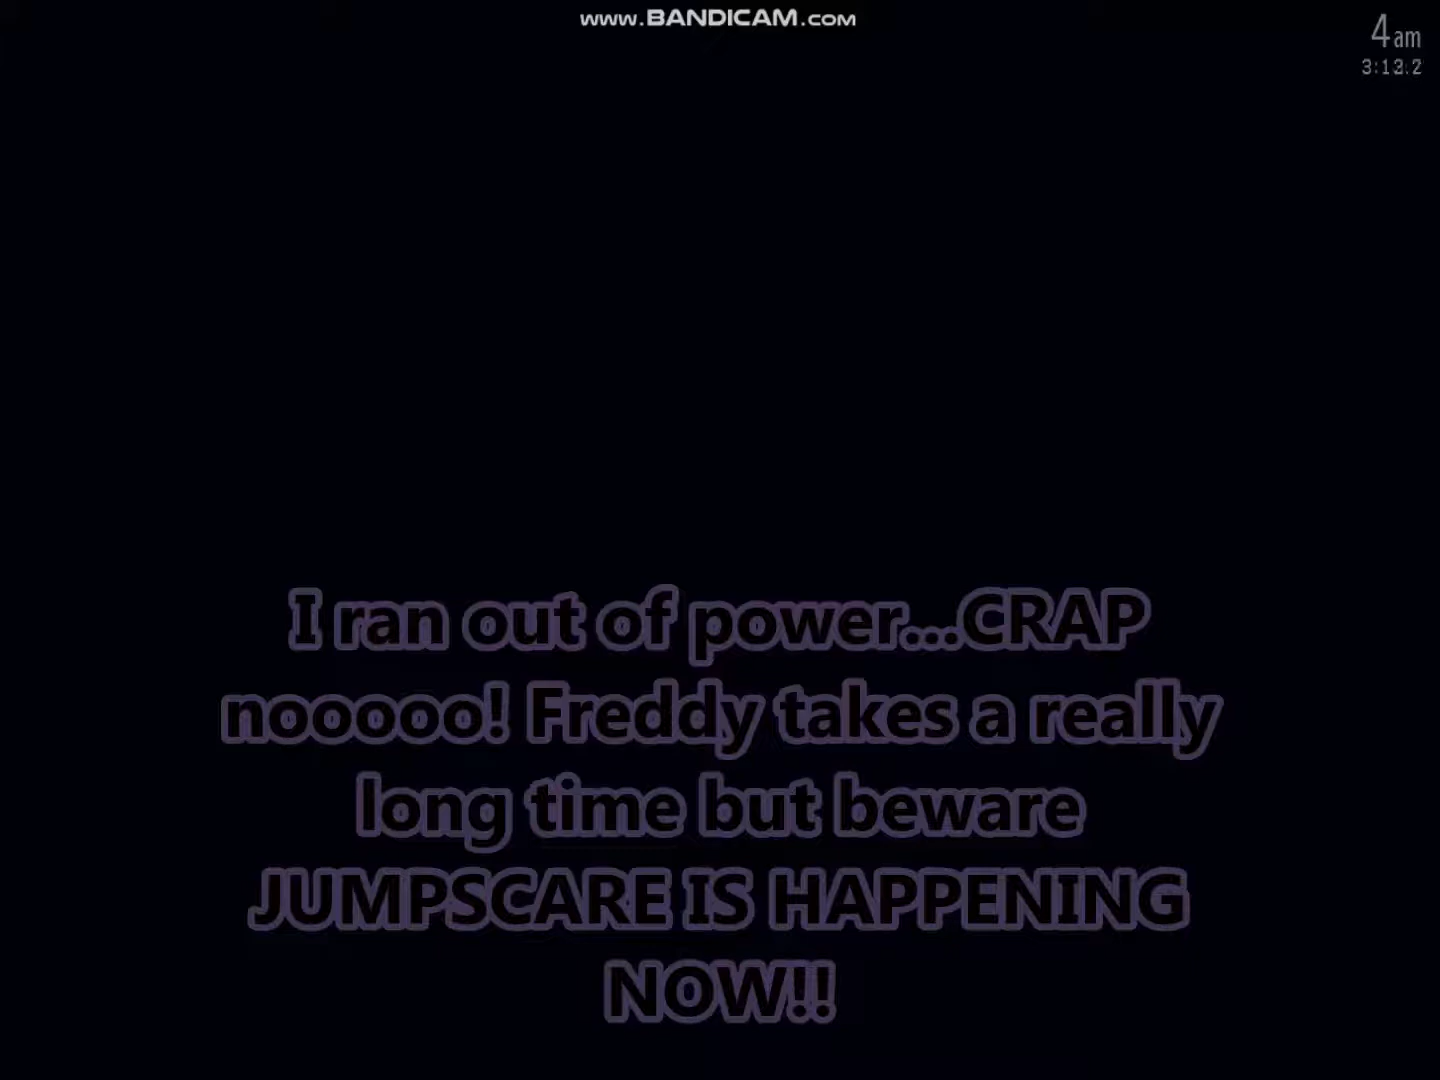 www.BANDICAM.com
4am
3:13.2
I ran out of power...CRAP
nooooo! Freddy takes a really
long time but beware
JUMPSCARE IS HAPPENING
NOW!!